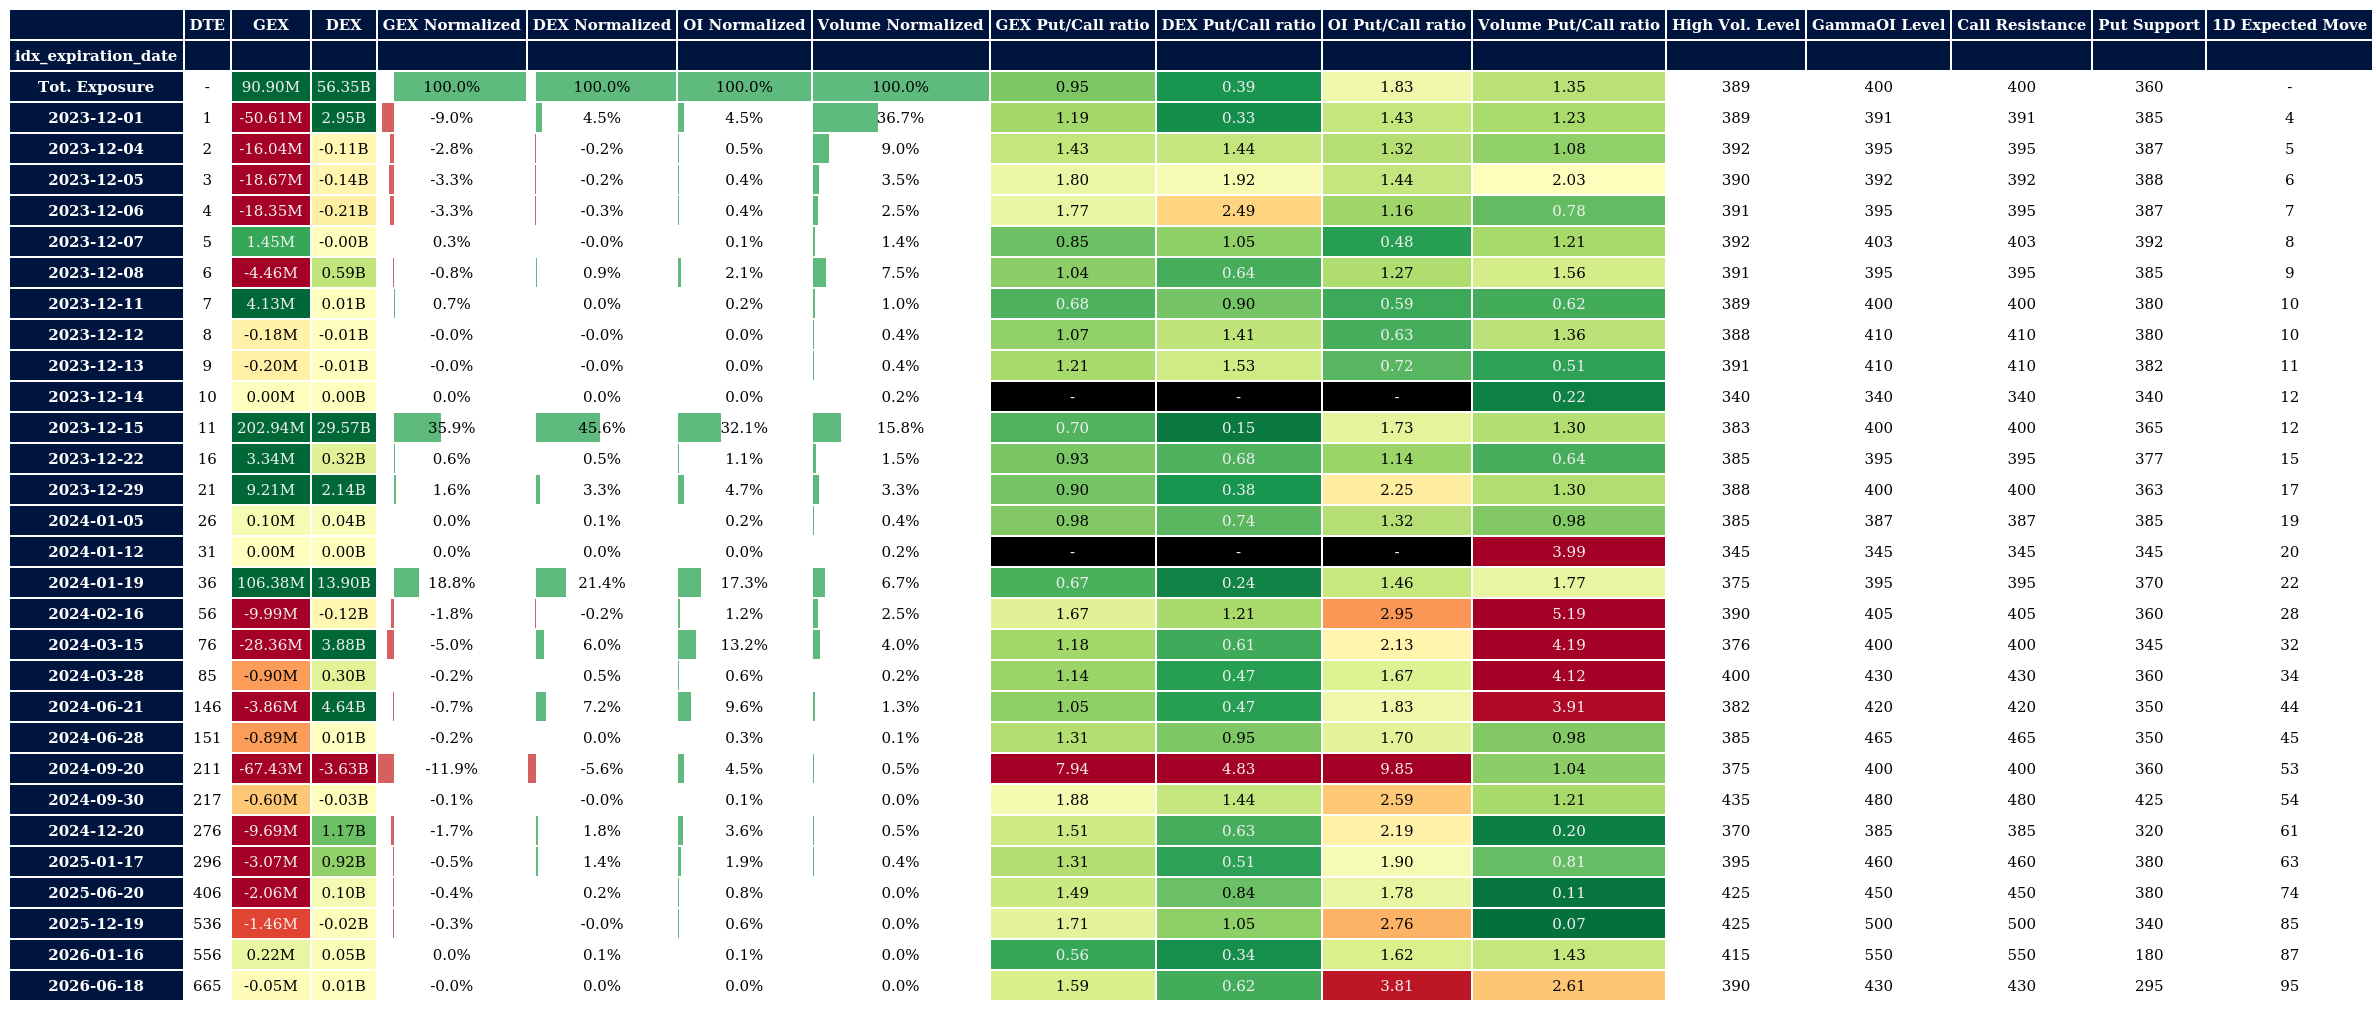 DTE GEX DEX GEX Normalized DEX Normalized OI Normalized Volume Normalized GEX Put/Call ratio DEX Put/Call ratio OI Put/Call ratio Volume Put/Call ratio High Vol. Level GammaOI Level Call Resistance Put Support 1D Expected Move
idx_expiration_date
Tot. Exposure - 90.90M 56.35B 100.0% 100.0% 100.0% 100.0% 0.95 0.39 1.83 1.35 389 400 400 360 -
2023-12-01 1 -50.61M 2.95B -9.0% 4.5% 4.5% 36.7% 1.19 0.33 1.43 1.23 389 391 391 385 4
2023-12-04 2 -16.04M -0.11B -2.8% -0.2% 0.5% 9.0% 1.43 1.44 1.32 1.08 392 395 395 387 5
2023-12-05 3 -18.67M -0.14B -3.3% -0.2% 0.4% 3.5% 1.80 1.92 1.44 2.03 390 392 392 388 6
2023-12-06 4 -18.35M -0.21B -3.3% -0.3% 0.4% 2.5% 1.77 2.49 1.16 0.78 391 395 395 387 7
2023-12-07 5 1.45M -0.00B 0.3% -0.0% 0.1% 1.4% 0.85 1.05 0.48 1.21 392 403 403 392 8
2023-12-08 6 -4.46M 0.59B -0.8% 0.9% 2.1% 7.5% 1.04 0.64 1.27 1.56 391 395 395 385 9
2023-12-11 7 4.13M 0.01B 0.7% 0.0% 0.2% 1.0% 0.68 0.90 0.59 0.62 389 400 400 380 10
2023-12-12 8 -0.18M -0.01B -0.0% -0.0% 0.0% 0.4% 1.07 1.41 0.63 1.36 388 410 410 380 10
2023-12-13 9 -0.20M -0.01B -0.0% -0.0% 0.0% 0.4% 1.21 1.53 0.72 0.51 391 410 410 382 11
2023-12-14 10 0.00M 0.00B 0.0% 0.0% 0.0% 0.2% - - - 0.22 340 340 340 340 12
2023-12-15 11 202.94M 29.57B 35.9% 45.6% 32.1% 15.8% 0.70 0.15 1.73 1.30 383 400 400 365 12
2023-12-22 16 3.34M 0.32B 0.6% 0.5% 1.1% 1.5% 0.93 0.68 1.14 0.64 385 395 395 377 15
2023-12-29 21 9.21M 2.14B 1.6% 3.3% 4.7% 3.3% 0.90 0.38 2.25 1.30 388 400 400 363 17
2024-01-05 26 0.10M 0.04B 0.0% 0.1% 0.2% 0.4% 0.98 0.74 1.32 0.98 385 387 387 385 19
2024-01-12 31 0.00M 0.00B 0.0% 0.0% 0.0% 0.2% - - - 3.99 345 345 345 345 20
2024-01-19 36 106.38M 13.90B 18.8% 21.4% 17.3% 6.7% 0.67 0.24 1.46 1.77 375 395 395 370 22
2024-02-16 56 -9.99M -0.12B -1.8% -0.2% 1.2% 2.5% 1.67 1.21 2.95 5.19 390 405 405 360 28
2024-03-15 76 -28.36M 3.88B -5.0% 6.0% 13.2% 4.0% 1.18 0.61 2.13 4.19 376 400 400 345 32
2024-03-28 85 -0.90M 0.30B -0.2% 0.5% 0.6% 0.2% 1.14 0.47 1.67 4.12 400 430 430 360 34
2024-06-21 146 -3.86M 4.64B -0.7% 7.2% 9.6% 1.3% 1.05 0.47 1.83 3.91 382 420 420 350 44
2024-06-28 151 -0.89M 0.01B -0.2% 0.0% 0.3% 0.1% 1.31 0.95 1.70 0.98 385 465 465 350 45
2024-09-20 211 -67.43M -3.63B -11.9% -5.6% 4.5% 0.5% 7.94 4.83 9.85 1.04 375 400 400 360 53
2024-09-30 217 -0.60M -0.03B -0.1% -0.0% 0.1% 0.0% 1.88 1.44 2.59 1.21 435 480 480 425 54
2024-12-20 276 -9.69M 1.17B -1.7% 1.8% 3.6% 0.5% 1.51 0.63 2.19 0.20 370 385 385 320 61
2025-01-17 296 -3.07M 0.92B -0.5% 1.4% 1.9% 0.4% 1.31 0.51 1.90 0.81 395 460 460 380 63
2025-06-20 406 -2.06M 0.10B -0.4% 0.2% 0.8% 0.0% 1.49 0.84 1.78 0.11 425 450 450 380 74
2025-12-19 536 -1.46M -0.02B -0.3% -0.0% 0.6% 0.0% 1.71 1.05 2.76 0.07 425 500 500 340 85
2026-01-16 556 0.22M 0.05B 0.0% 0.1% 0.1% 0.0% 0.56 0.34 1.62 1.43 415 550 550 180 87
2026-06-18 665 -0.05M 0.01B -0.0% 0.0% 0.0% 0.0% 1.59 0.62 3.81 2.61 390 430 430 295 95